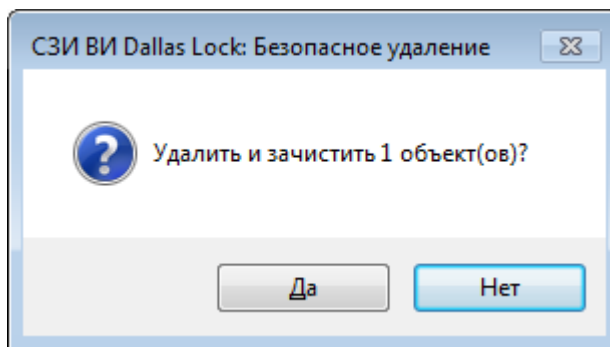 СЗИ ВИ Dallas Lock: Безопасное удаление
Удалить и зачистить 1 объект(ов)?
Да
Нет